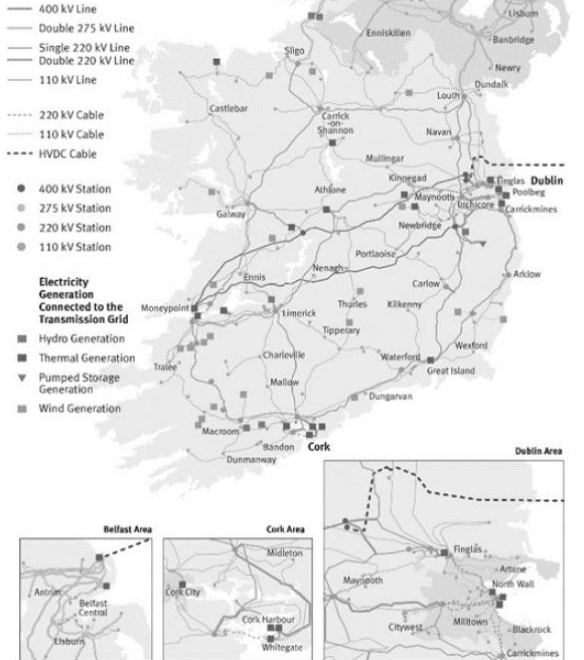 400 kV Line
Double 275 kV Line
Single 220 kV Line
Double 220 kV Line
110 kV Line
220 kV Cable
110 kV Cable
HVDC Cable
400 kV Station
275 kV Station
220 kV Station
110 kV Station
Electricity
Generation
Connected to the
Transmission Grid
Hydro Generation
Thermal Generation
Pumped Storage
Generation
Wind Generation
Lisburn
Enniskillen
Banbridge
Sligo
Newry
Dundalk
Louth
Castlebar
Carrick
-on-
Shannon
Navan
Mullingar
Kinnegad
Finglas
Dublin
Athlone
Maynooth
Poolbeg
Inchicore
Carrickmines
Galway
Newbridge
Portlaoise
Nenagh
Ennis
Arklow
Carlow
Moneypoint
Limerick
Thurles
Kilkenny
Tipperary
Wexford
Charleville
Waterford
Tralee
Great Island
Mallow
Dungarvan
Macroom
Bandon
Cork
Dunmanway
Dublin Area
Belfast Area
Cork Area
Midleton
Finglas
Artane
Antrim
Cork City
Maynooth
North Wall
Belfast
Central
Cork Harbour
Citywest
Milltown
Blackrock
Lisburn
Whitegate
Carrickmines